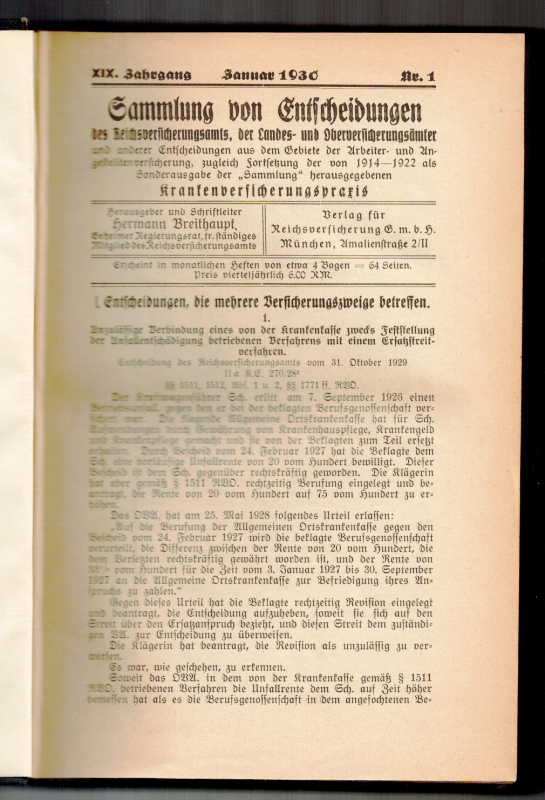 XIX. Jahrgang Januar 1930 Nr. 1
Sammlung von Entscheidungen
des Reichsversicherungsamts, der Landes- und Oberversicherungsämter
und anderer Entscheidungen aus dem Gebiete der Arbeiter- und An-
gestelltenversicherung, zugleich Fortsetzung der von 1914—1922 als
Sonderausgabe der „Sammlung“ herausgegebenen
Krankenversicherungspraxis
Herausgeber und Schriftleiter
Hermann Breithaupt,
Geheimer Regierungsrat, fr. ständiges
Mitglied des Reichsversicherungsamts
Verlag für
Reichsversicherung G. m. b. H.
München, Amalienstraße 2/II
Erscheint in monatlichen Heften von etwa 4 Bogen = 64 Seiten.
Preis vierteljährlich 6.00 RM.
I. Entscheidungen, die mehrere Versicherungszweige betreffen.
1.
Unzulässige Verbindung eines von der Krankenkasse zwecks Feststellung
der Unfallentschädigung betriebenen Verfahrens mit einem Ersatzstreit-
verfahren.
Entscheidung des Reichsversicherungsamts vom 31. Oktober 1929
II a K.E. 270/28
§§ 1511, 1512, Abs. 1 u. 2, §§ 1771 ff. RVO.
Der Kraftwagenführer Sch. erlitt am 7. September 1926 einen
Betriebsunfall, gegen den er bei der beklagten Berufsgenossenschaft ver-
sichert war. Die klagende Allgemeine Ortskrankenkasse hat für Sch.
Aufwendungen durch Gewährung von Krankenhauspflege, Krankengeld
und Krankenpflege gemacht und sie von der Beklagten zum Teil ersetzt
erhalten. Durch Bescheid vom 24. Februar 1927 hat die Beklagte dem
Sch. eine vorläufige Unfallrente von 20 vom Hundert bewilligt. Dieser
Bescheid ist dem Sch. gegenüber rechtskräftig geworden. Die Klägerin
hat aber gemäß § 1511 RVO. rechtzeitig Berufung eingelegt und be-
antragt, die Rente von 20 vom Hundert auf 75 vom Hundert zu er-
höhen.
Das OVA. hat am 25. Mai 1928 folgendes Urteil erlassen:
„Auf die Berufung der Allgemeinen Ortskrankenkasse gegen den
Bescheid vom 24. Februar 1927 wird die beklagte Berufsgenossenschaft
verurteilt, die Differenz zwischen der Rente von 20 vom Hundert, die
dem Versetzten rechtskräftig gewährt worden ist, und der Rente von
vom Hundert für die Zeit vom 3. Januar 1927 bis 30. September
1927 an die Allgemeine Ortskrankenkasse zur Befriedigung ihres An-
spruchs zu zahlen.“
Gegen dieses Urteil hat die Beklagte rechtzeitig Revision eingelegt
und beantragt, die Entscheidung aufzuheben, soweit sie sich auf den
Streit über den Ersatzanspruch bezieht, und diesen Streit dem zuständi-
gen VA. zur Entscheidung zu überweisen.
Die Klägerin hat beantragt, die Revision als unzulässig zu ver-
werfen.
Es war, wie geschehen, zu erkennen.
Soweit das OVA. in dem von der Krankenkasse gemäß § 1511
RVO. betriebenen Verfahren die Unfallrente dem Sch. auf Zeit höher
bemessen hat als es die Berufsgenossenschaft in dem angefochtenen Be-